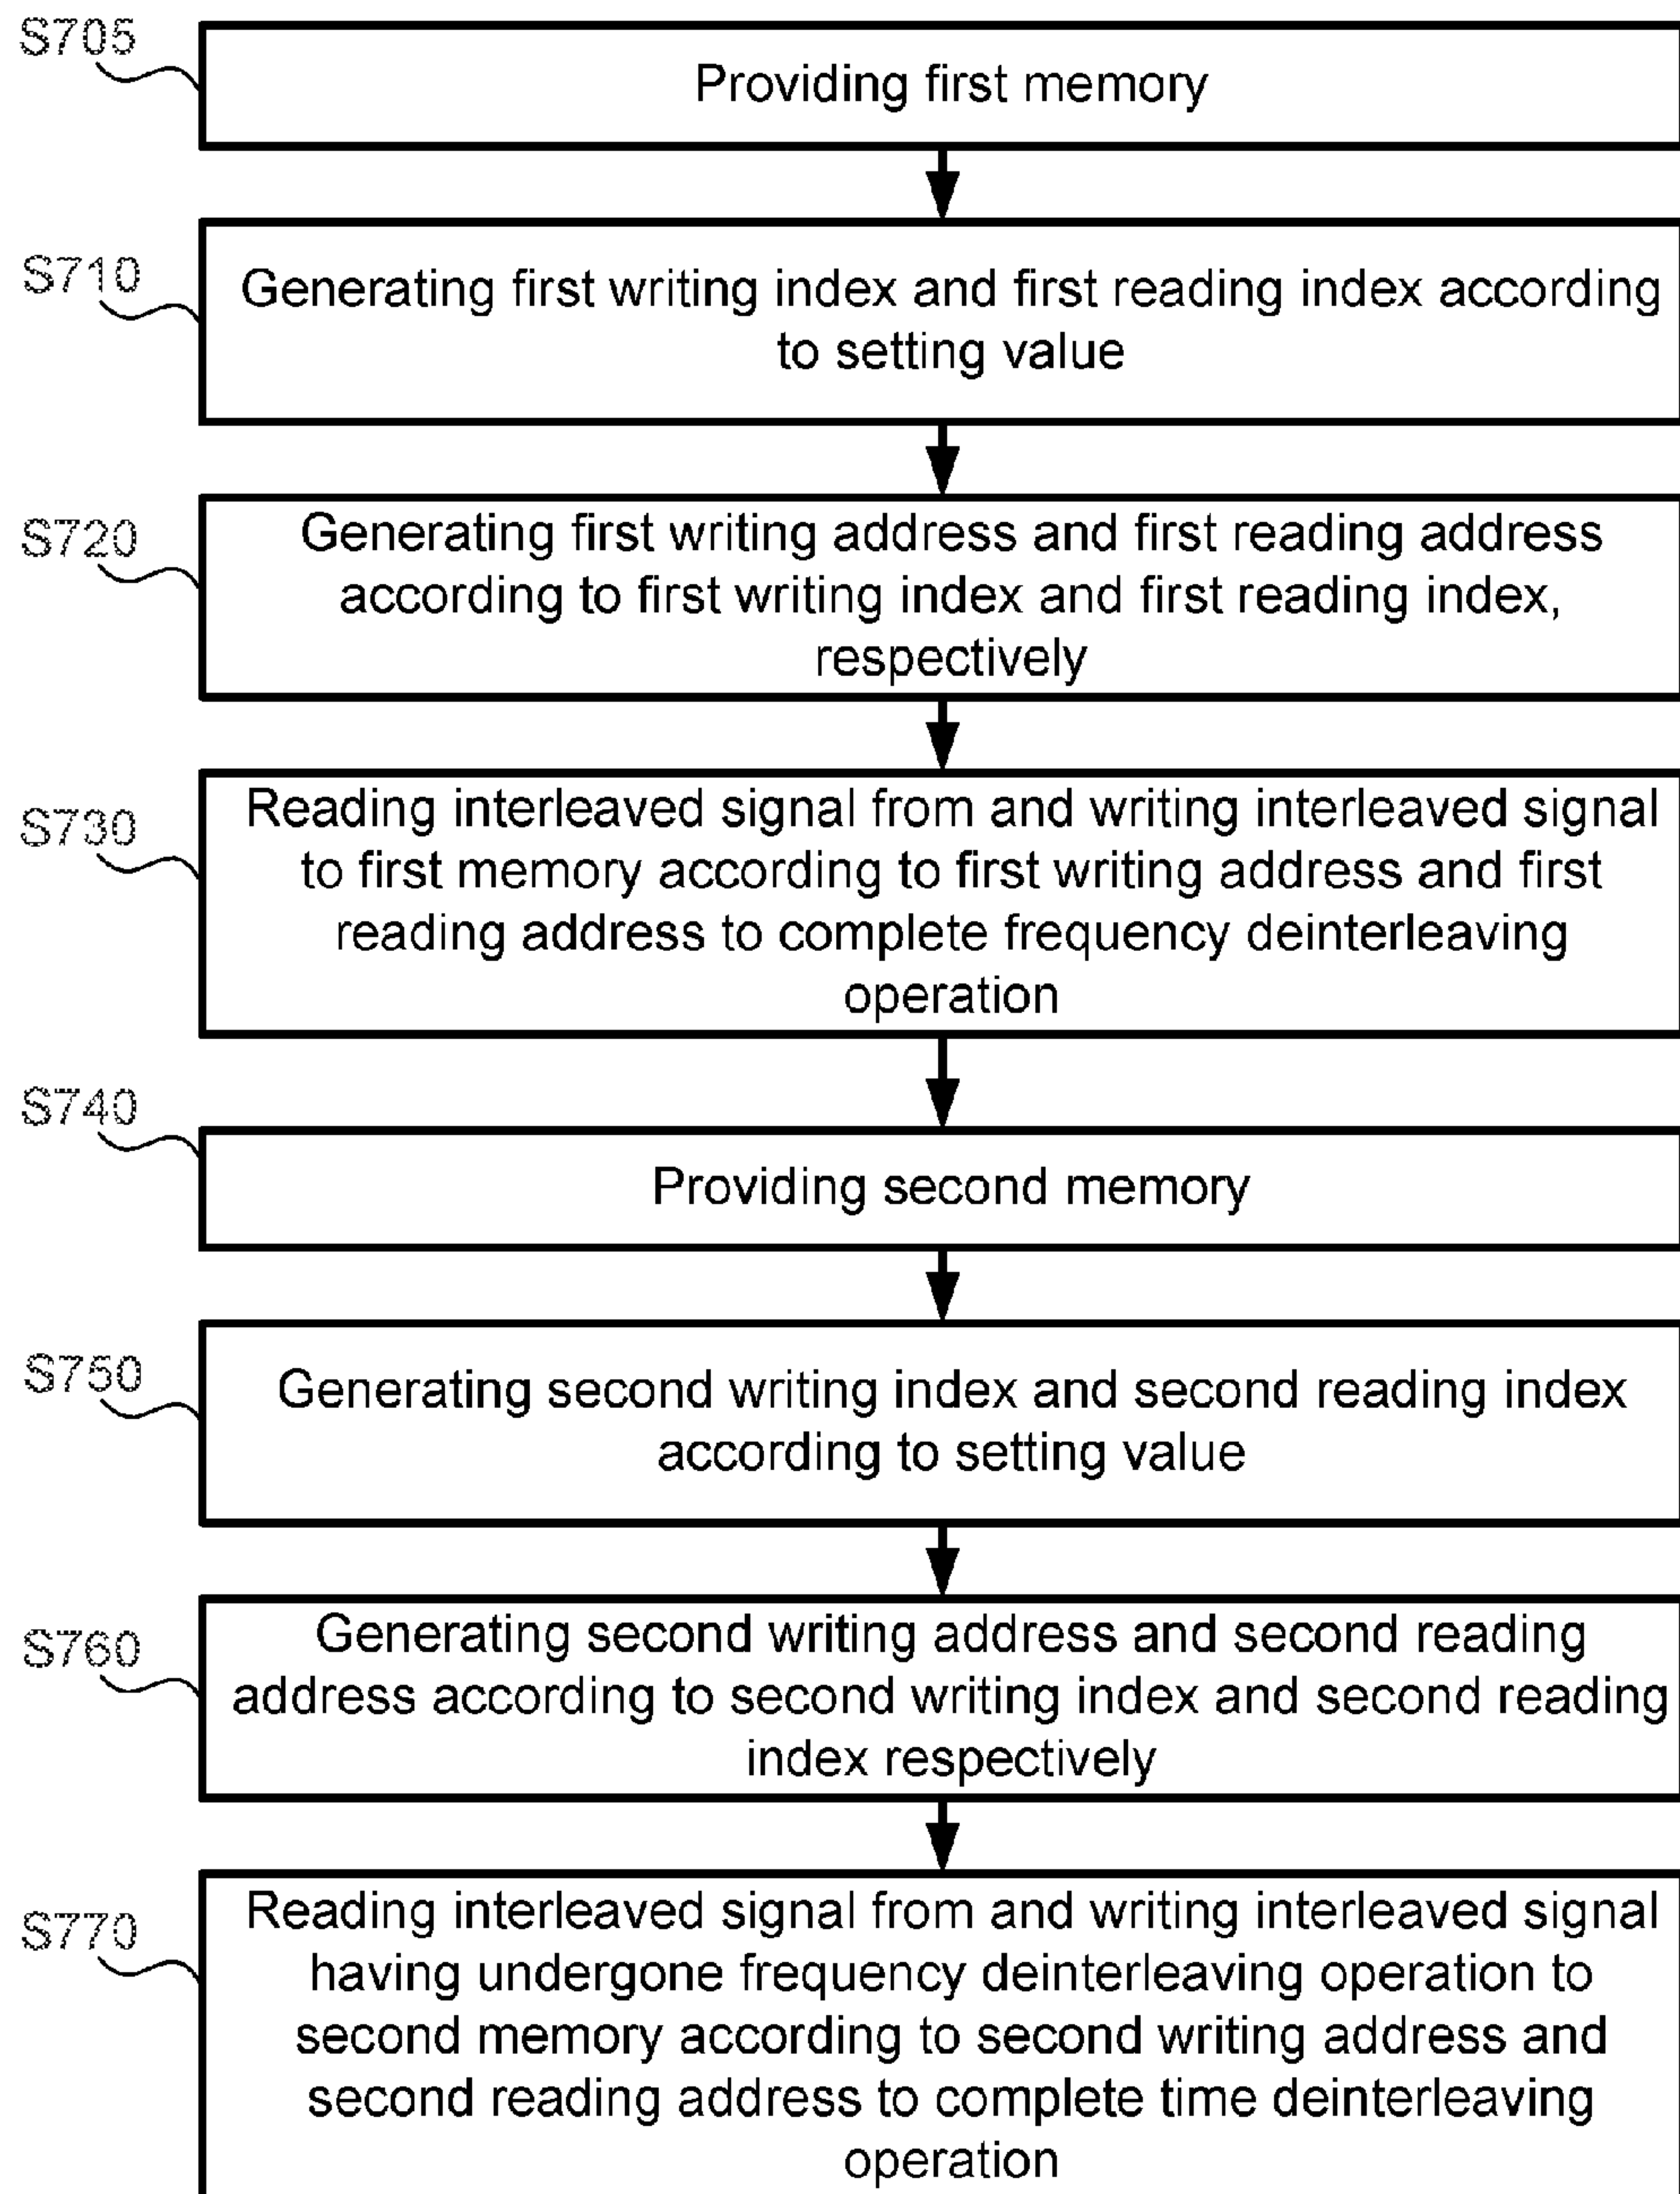 S705
Providing first memory
S710
Generating first writing index and first reading index according
to setting value
S720
Generating first writing address and first reading address
according to first writing index and first reading index,
respectively
S730
Reading interleaved signal from and writing interleaved signal
to first memory according to first writing address and first
reading address to complete frequency deinterleaving
operation
S740
Providing second memory
S750
Generating second writing index and second reading index
according to setting value
S760
Generating second writing address and second reading
address according to second writing index and second reading
index respectively
S770
Reading interleaved signal from and writing interleaved signal
having undergone frequency deinterleaving operation to
second memory according to second writing address and
second reading address to complete time deinterleaving
operation